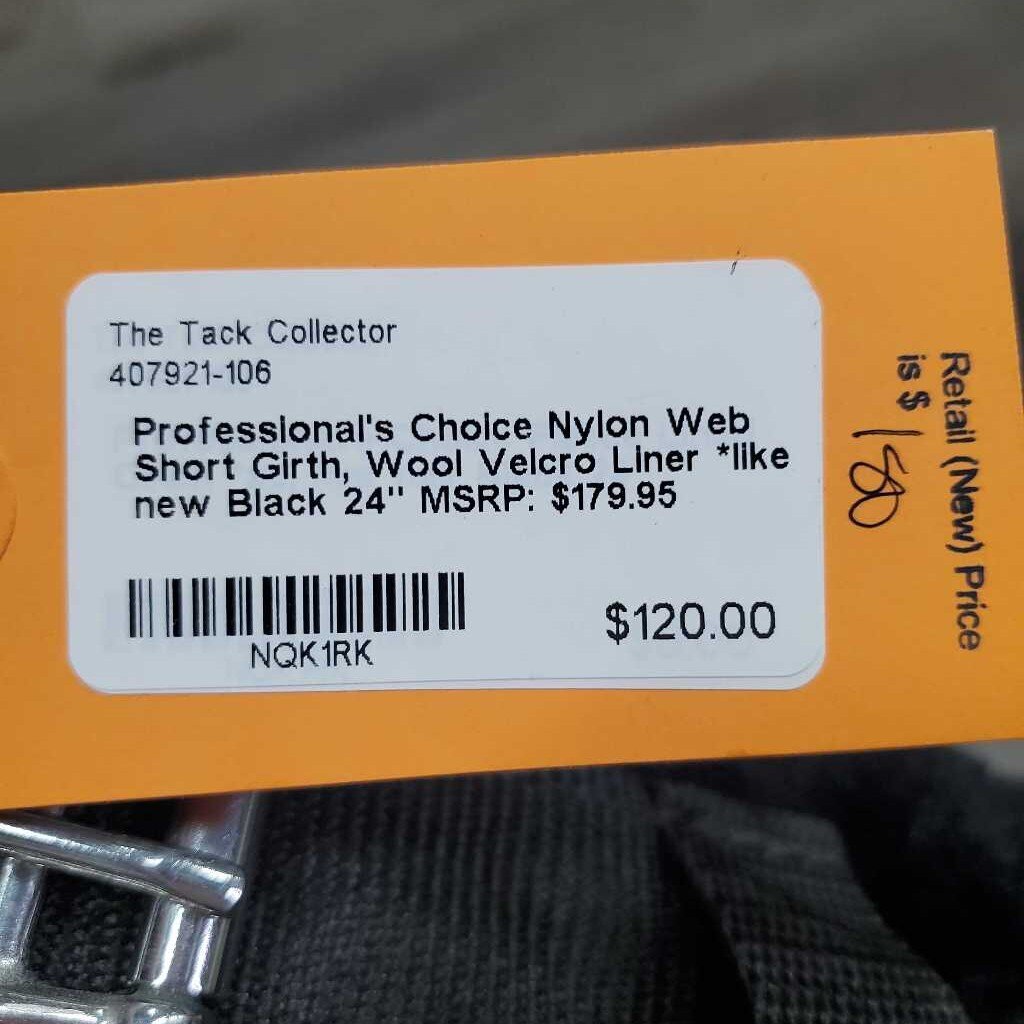 The Tack Collector
407921-106
Professional's Choice Nylon Web
Short Girth, Wool Velcro Liner *like
new Black 24" MSRP: $179.95
NQK1RK
$120.00
Retail (New) Price
is $ 180